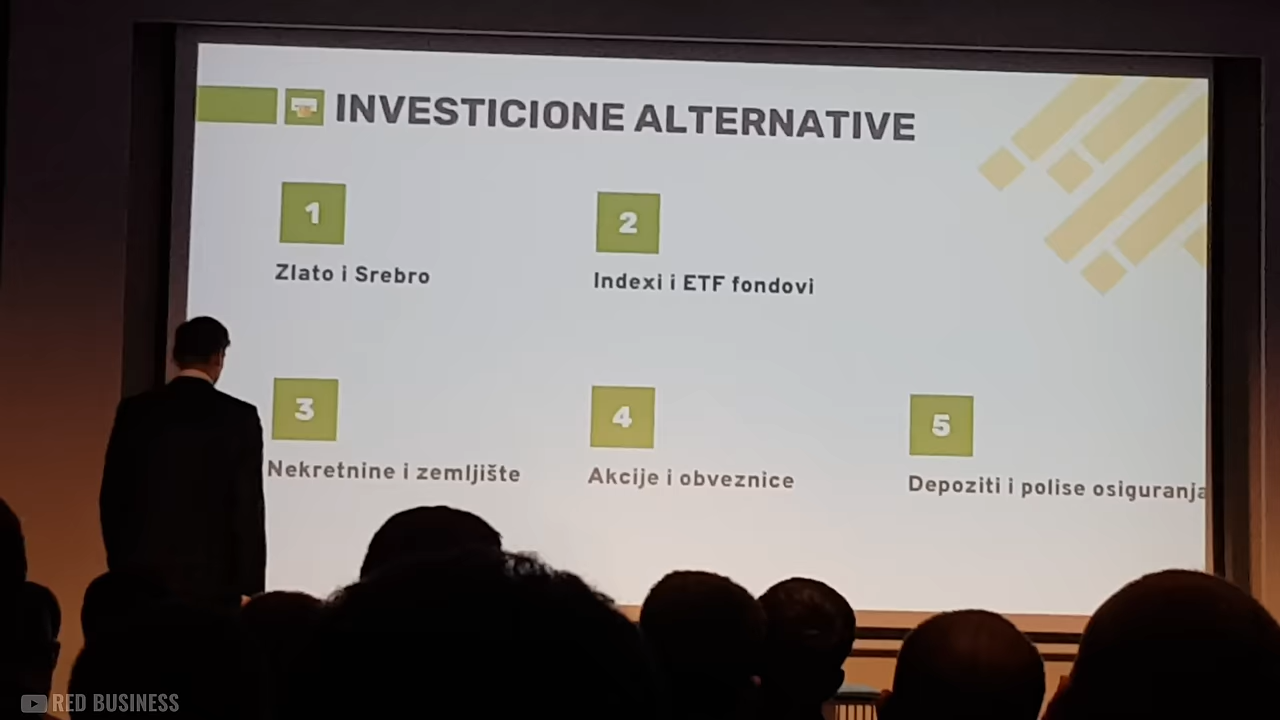 INVESTICIONE ALTERNATIVE
1
2
Zlato i Srebro
Indexi i ETF fondovi
3
4
5
Nekretnine i zemljište
Akcije i obveznice
Depoziti i polise osiguranja
RED BUSINESS